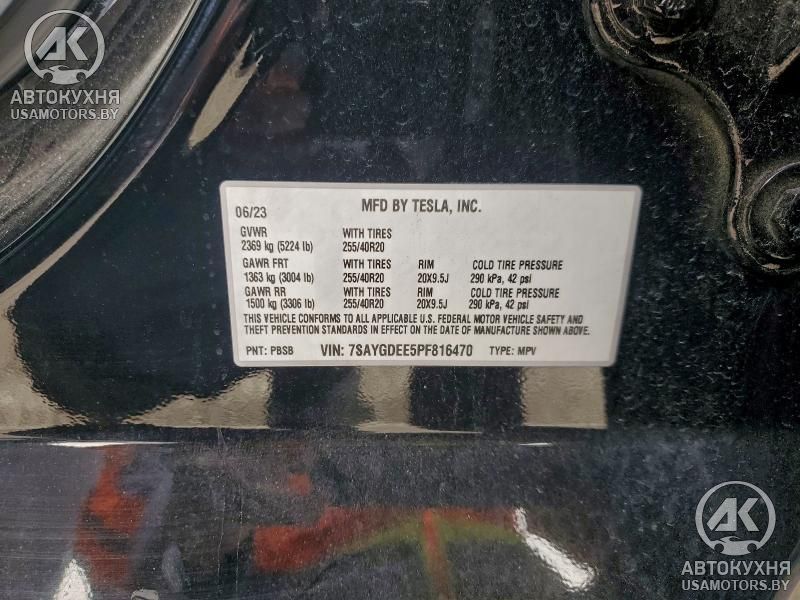 AK
АВТОКУХНЯ
USAMOTORS.BY
06/23 MFD BY TESLA, INC.
GVWR WITH TIRES
2369 kg (5224 lb) 255/40R20
GAWR FRT WITH TIRES RIM COLD TIRE PRESSURE
1363 kg (3004 lb) 255/40R20 20X9.5J 290 kPa, 42 psi
GAWR RR WITH TIRES RIM COLD TIRE PRESSURE
1500 kg (3306 lb) 255/40R20 20X9.5J 290 kPa, 42 psi
THIS VEHICLE CONFORMS TO ALL APPLICABLE U.S. FEDERAL MOTOR VEHICLE SAFETY AND
THEFT PREVENTION STANDARDS IN EFFECT ON THE DATE OF MANUFACTURE SHOWN ABOVE.
PNT: PBSB VIN: 7SAYGDEE5PF816470 TYPE: MPV
AK
АВТОКУХНЯ
USAMOTORS.BY